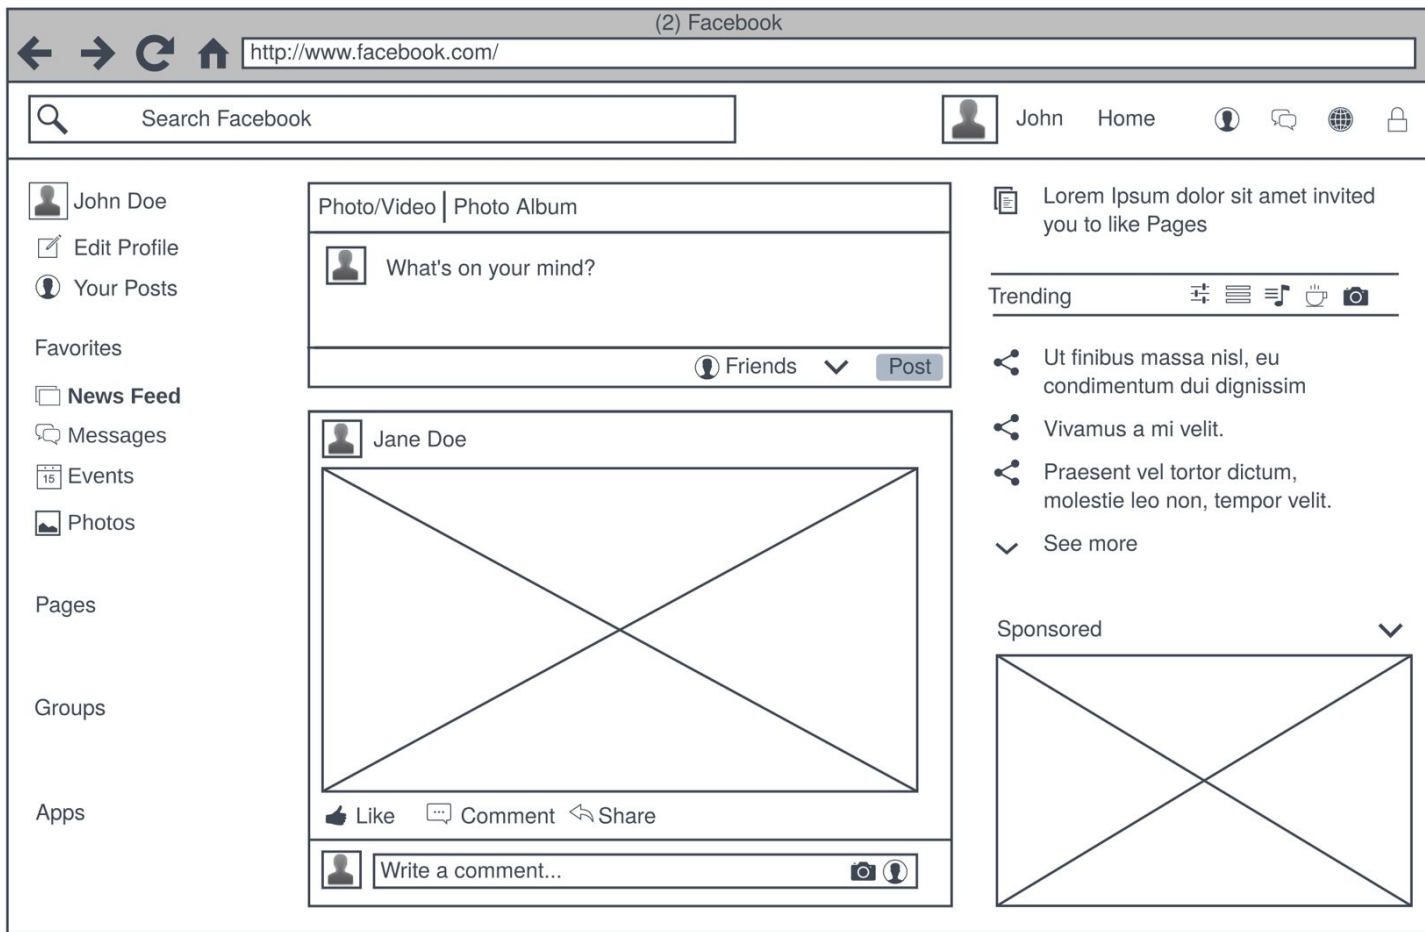 (2) Facebook
http://www.facebook.com/
Search Facebook
John Home
John Doe
Edit Profile
Your Posts
Favorites
News Feed
Messages
15 Events
Photos
Pages
Groups
Apps
Photo/Video Photo Album
What's on your mind?
Friends Post
Jane Doe
Like Comment Share
Write a comment...
Lorem Ipsum dolor sit amet invited
you to like Pages
Trending
Ut finibus massa nisl, eu
condimentum dui dignissim
Vivamus a mi velit.
Praesent vel tortor dictum,
molestie leo non, tempor velit.
See more
Sponsored